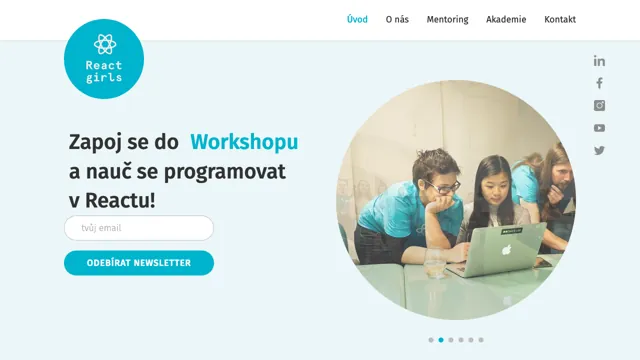 React
girls
Úvod
O nás
Mentoring
Akademie
Kontakt
Zapoj se do Workshopu
a nauč se programovat
v Reactu!
tvůj email
ODEBÍRAT NEWSLETTER